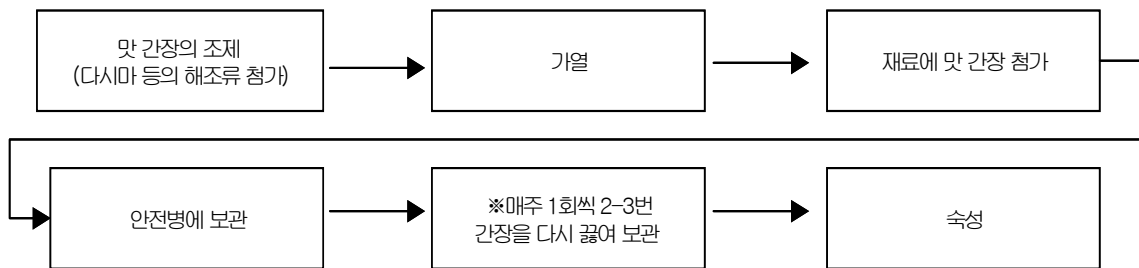 맛 간장의 조제
(다시마 등의 해조류 첨가)
가열
재료에 맛 간장 첨가
안전병에 보관
※매주 1회씩 2-3번
간장을 다시 끓여 보관
숙성